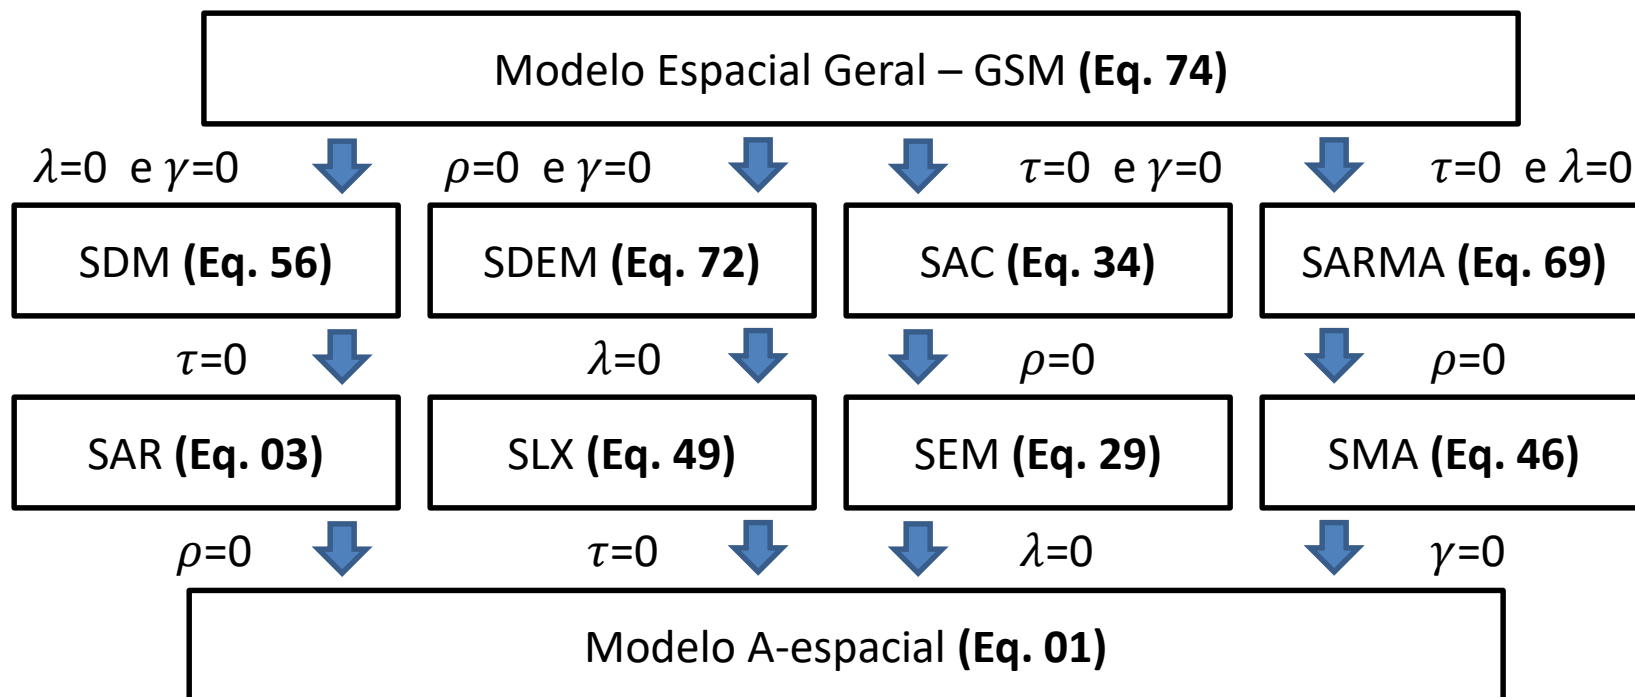 Modelo Espacial Geral – GSM (Eq. 74)
λ=0 e γ=0 ρ=0 e γ=0 τ=0 e γ=0 τ=0 e λ=0
SDM (Eq. 56) SDEM (Eq. 72) SAC (Eq. 34) SARMA (Eq. 69)
τ=0 λ=0 ρ=0 ρ=0
SAR (Eq. 03) SLX (Eq. 49) SEM (Eq. 29) SMA (Eq. 46)
ρ=0 τ=0 λ=0 γ=0
Modelo A-espacial (Eq. 01)